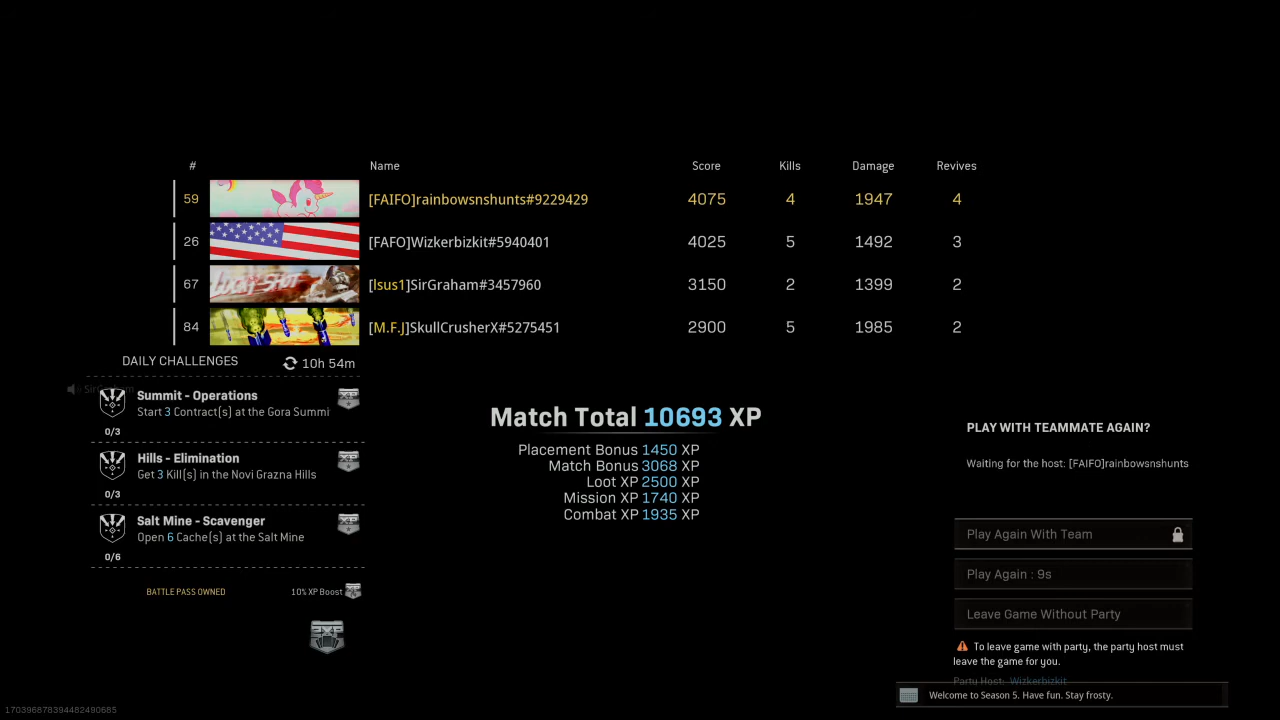 # Name Score Kills Damage Revives
59 [FAIFO]rainbowsnshunts#9229429 4075 4 1947 4
26 [FAFO]Wizkerbizkit#5940401 4025 5 1492 3
67 LUCKY SHOT [lsus1]SirGraham#3457960 3150 2 1399 2
84 [M.F.J]SkullCrusherX#5275451 2900 5 1985 2
DAILY CHALLENGES 10h 54m
SirGraham
Summit - Operations
Start 3 Contract(s) at the Gora Summi
0/3
Hills - Elimination
Get 3 Kill(s) in the Novi Grazna Hills
0/3
Salt Mine - Scavenger
Open 6 Cache(s) at the Salt Mine
0/6
BATTLE PASS OWNED 10% XP Boost
2XP
Match Total 10693 XP
Placement Bonus 1450 XP
Match Bonus 3068 XP
Loot XP 2500 XP
Mission XP 1740 XP
Combat XP 1935 XP
PLAY WITH TEAMMATE AGAIN?
Waiting for the host: [FAIFO]rainbowsnshunts
Play Again With Team
Play Again : 9s
Leave Game Without Party
To leave game with party, the party host must
leave the game for you.
Party Host: Wizkerbizkit
Welcome to Season 5. Have fun. Stay frosty.